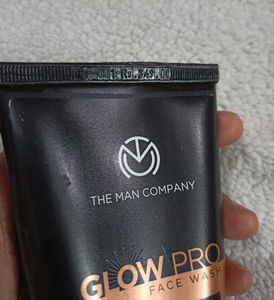 THE MAN COMPANY
GLOW PRO
FACE WASH